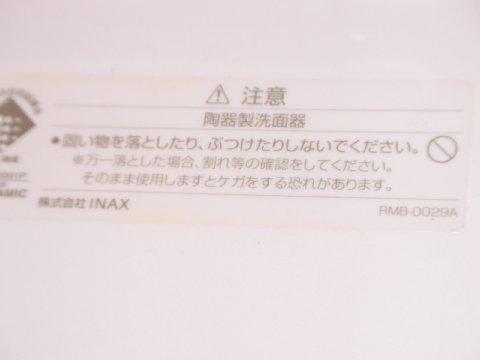 ⚠ 注意
陶器製洗面器
●固い物を落としたり、ぶつけたりしないでください。
※万一落とした場合、割れ等の確認をしてください。
そのまま使用しますとケガをする恐れがあります。
株式会社 INAX
RMB-0029A